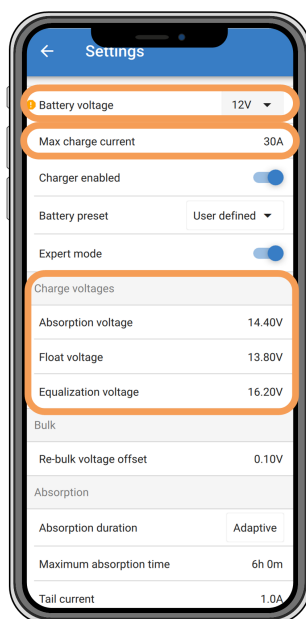 Settings
Battery voltage 12V
Max charge current 30A
Charger enabled
Battery preset User defined
Expert mode
Charge voltages
Absorption voltage 14.40V
Float voltage 13.80V
Equalization voltage 16.20V
Bulk
Re-bulk voltage offset 0.10V
Absorption
Absorption duration Adaptive
Maximum absorption time 6h 0m
Tail current 1.0A